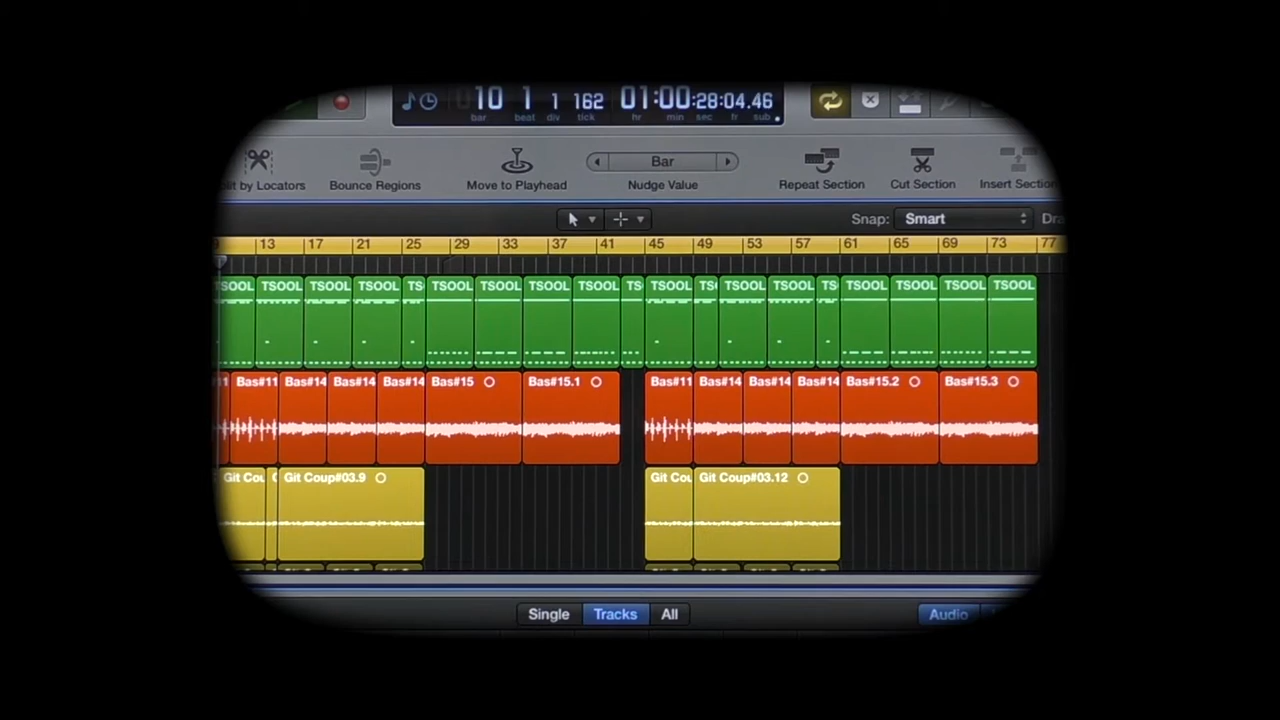 10 1 1 162 01:00:28:04.46
bar beat div tick hr min sec fr sub
lit by Locators Bounce Regions Move to Playhead Bar Nudge Value Repeat Section Cut Section Insert Section
Snap: Smart Dra
9 13 17 21 25 29 33 37 41 45 49 53 57 61 65 69 73 77
TSOOL TSOOL TSOOL TSOOL TS TSOOL TSOOL TSOOL TSOOL TS TSOOL TSO TSOOL TSOOL TS TSOOL TSOOL TSOOL TSOOL
11 Bas#11 Bas#14 Bas#14 Bas#14 Bas#15 Bas#15.1 Bas#11 Bas#14 Bas#14 Bas#14 Bas#15.2 Bas#15.3
Git Cou Git Coup#03.9 Git Cou Git Coup#03.12
Single Tracks All Audio